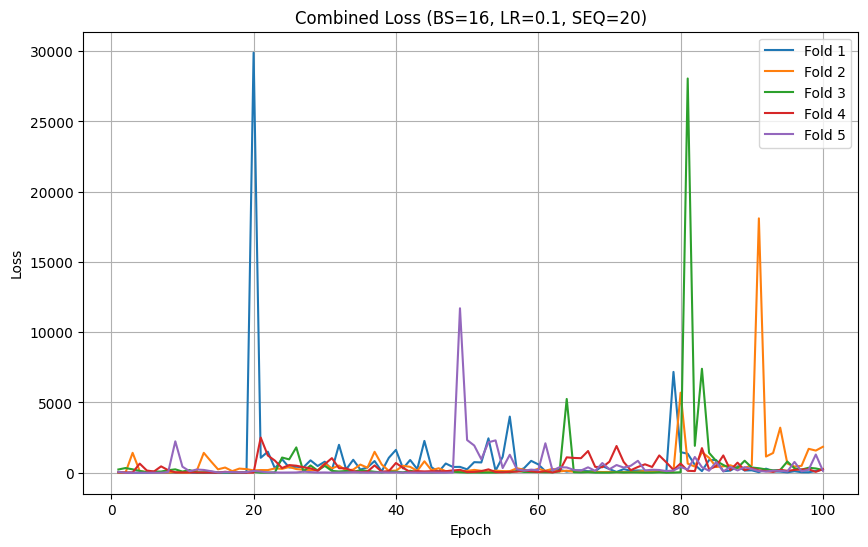 Combined Loss (BS=16, LR=0.1, SEQ=20)
Fold 1
Fold 2
Fold 3
Fold 4
Fold 5
30000
25000
20000
15000
10000
5000
0
Loss
0
20
40
60
80
100
Epoch